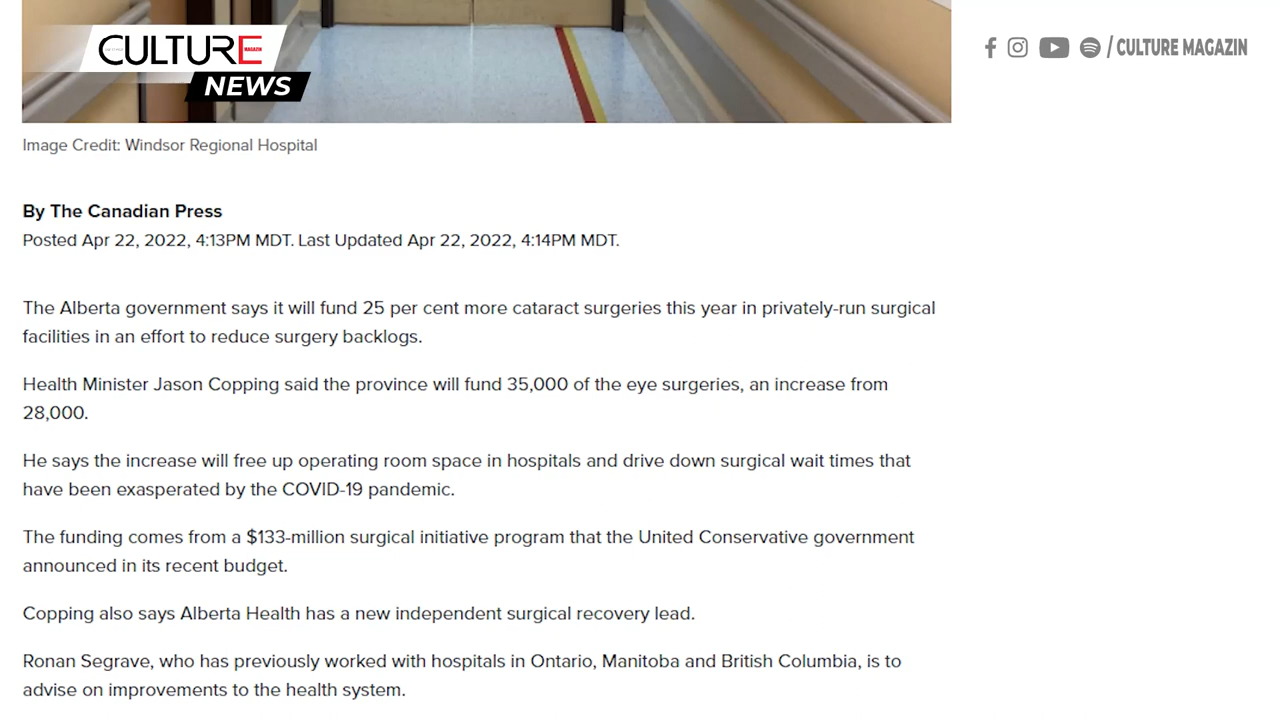 CULTURE
MAGAZIN
NEWS
/ CULTURE MAGAZIN
Image Credit: Windsor Regional Hospital
By The Canadian Press
Posted Apr 22, 2022, 4:13PM MDT. Last Updated Apr 22, 2022, 4:14PM MDT.
The Alberta government says it will fund 25 per cent more cataract surgeries this year in privately-run surgical
facilities in an effort to reduce surgery backlogs.
Health Minister Jason Copping said the province will fund 35,000 of the eye surgeries, an increase from
28,000.
He says the increase will free up operating room space in hospitals and drive down surgical wait times that
have been exasperated by the COVID-19 pandemic.
The funding comes from a $133-million surgical initiative program that the United Conservative government
announced in its recent budget.
Copping also says Alberta Health has a new independent surgical recovery lead.
Ronan Segrave, who has previously worked with hospitals in Ontario, Manitoba and British Columbia, is to
advise on improvements to the health system.